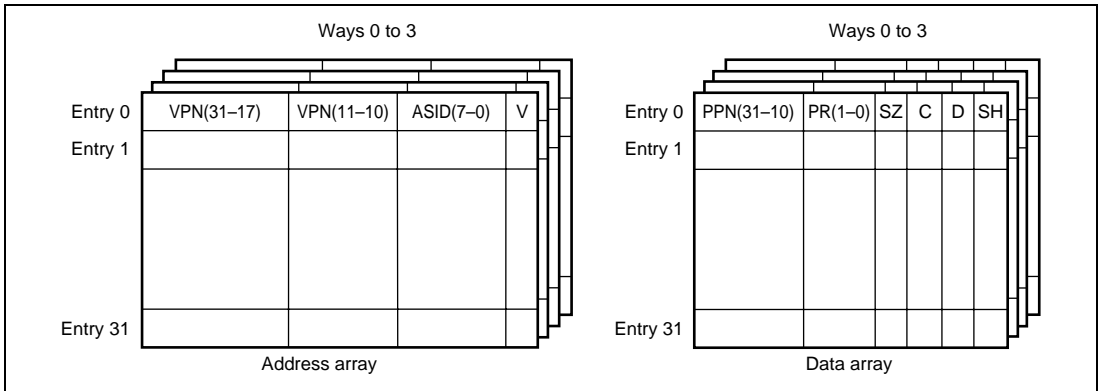 Ways 0 to 3
Entry 0 VPN(31–17) VPN(11–10) ASID(7–0) V
Entry 1
Entry 31
Address array
Ways 0 to 3
Entry 0 PPN(31–10) PR(1–0) SZ C D SH
Entry 1
Entry 31
Data array